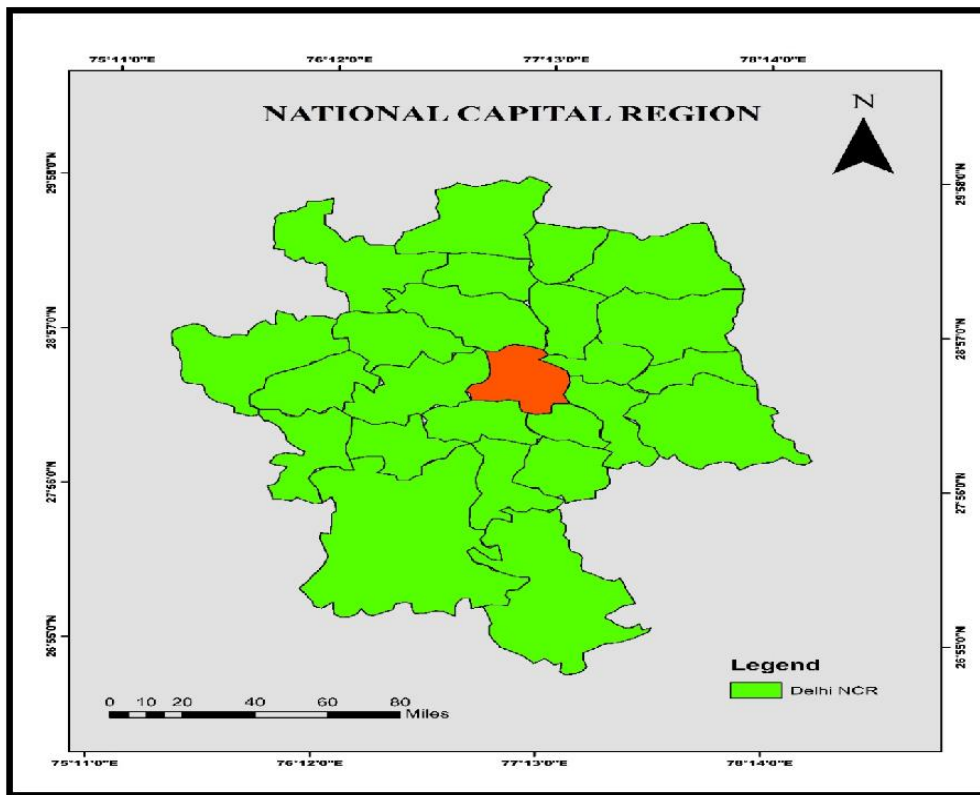 75°11'0"E 76°12'0"E 77°13'0"E 78°14'0"E
NATIONAL CAPITAL REGION
N
29°58'0"N 29°58'0"N
28°57'0"N 28°57'0"N
27°56'0"N 27°56'0"N
26°55'0"N 26°55'0"N
Legend
Delhi NCR
0 10 20 40 60 80
Miles
75°11'0"E 76°12'0"E 77°13'0"E 78°14'0"E